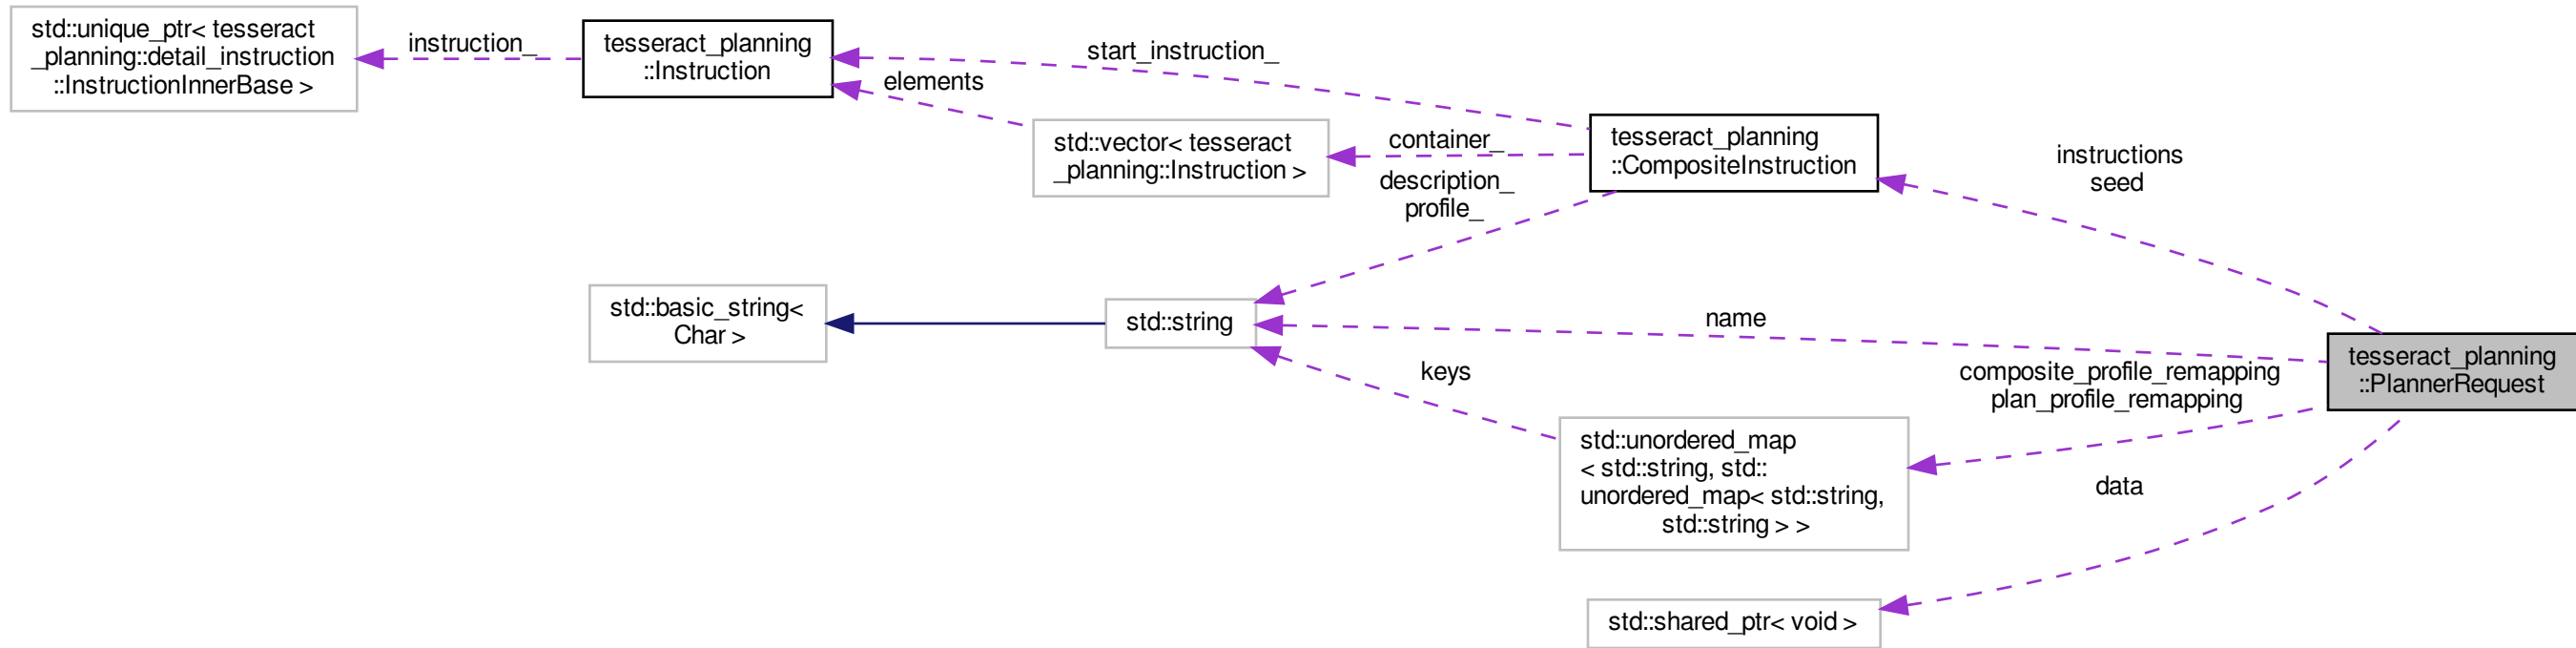 std::unique_ptr< tesseract
_planning::detail_instruction
::InstructionInnerBase >
instruction_
tesseract_planning
::Instruction
start_instruction_
elements
std::vector< tesseract
_planning::Instruction >
container_
description_
profile_
tesseract_planning
::CompositeInstruction
instructions
seed
std::basic_string<
Char >
std::string
name
keys
composite_profile_remapping
plan_profile_remapping
tesseract_planning
::PlannerRequest
std::unordered_map
< std::string, std::
unordered_map< std::string,
std::string > >
data
std::shared_ptr< void >